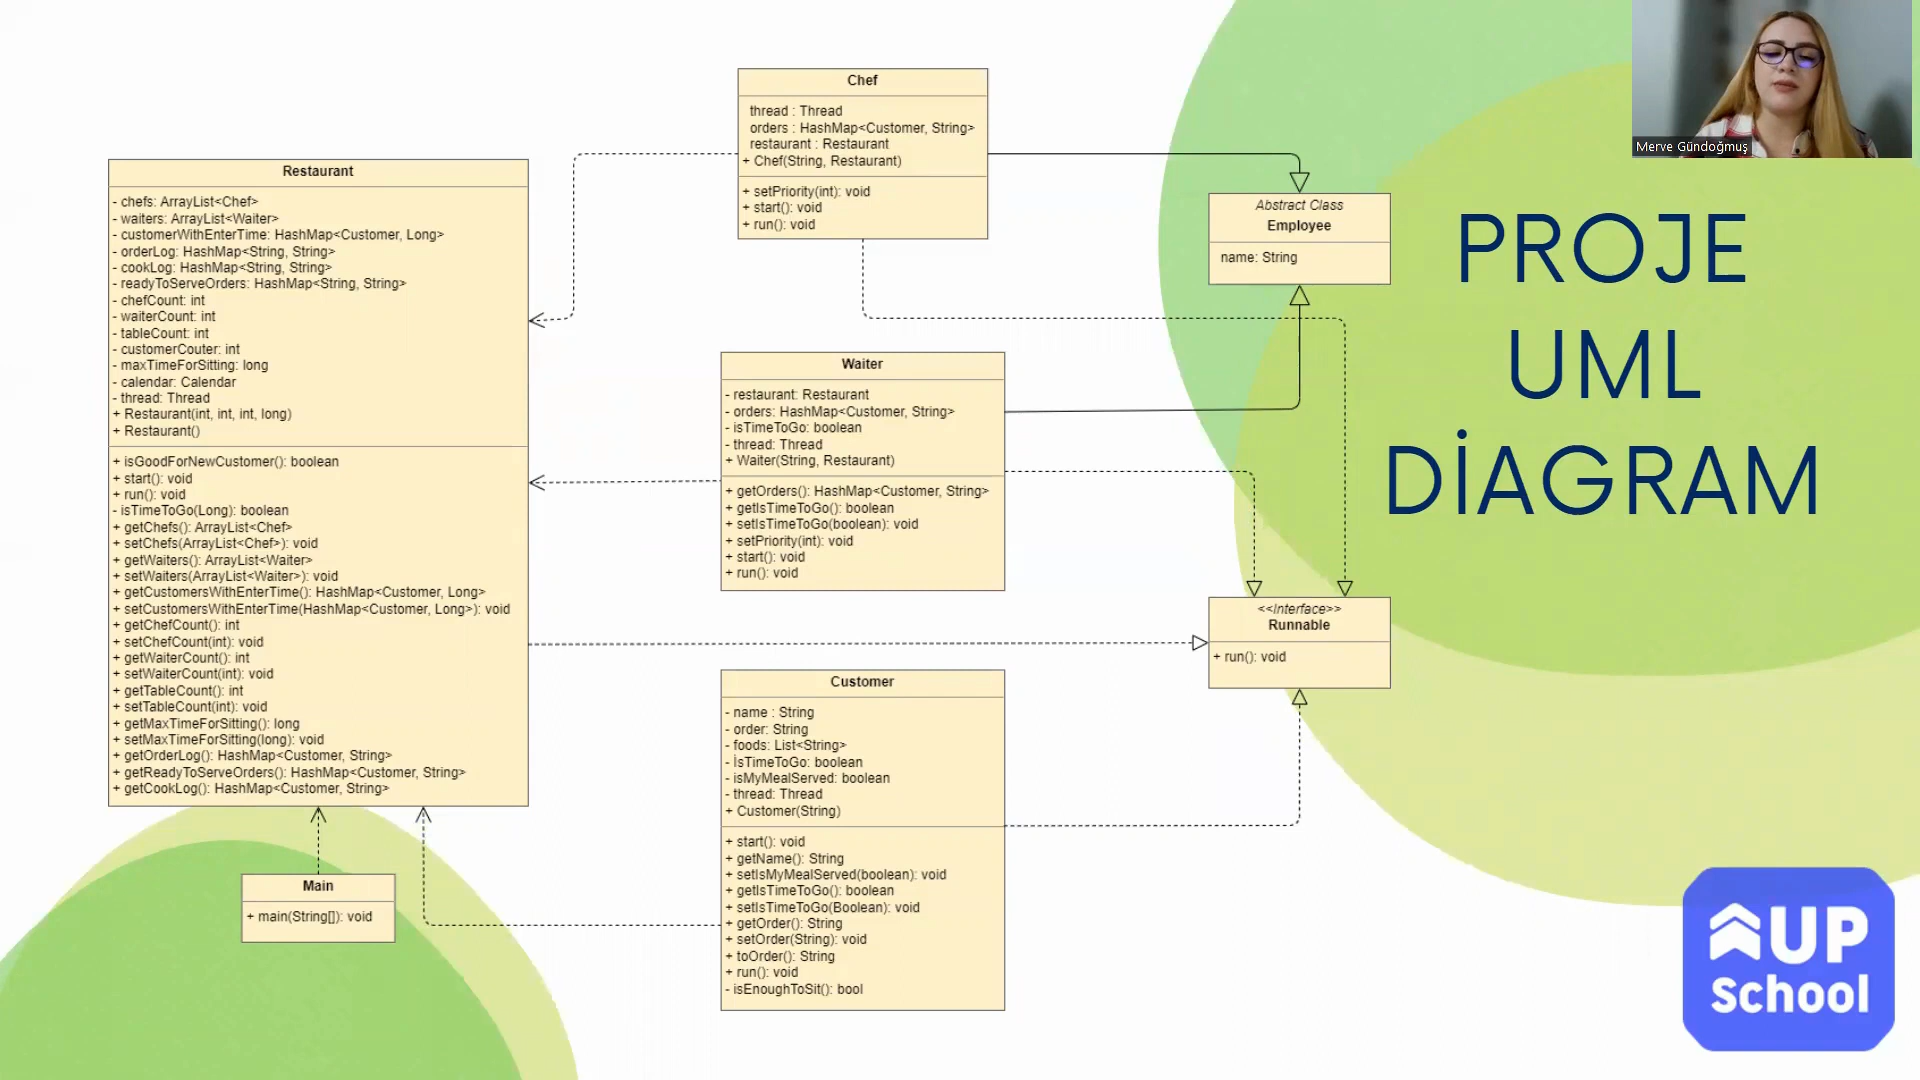 Restaurant
- chefs: ArrayList<Chef>
- waiters: ArrayList<Waiter>
- customerWithEnterTime: HashMap<Customer, Long>
- orderLog: HashMap<String, String>
- cookLog: HashMap<String, String>
- readyToServeOrders: HashMap<String, String>
- chefCount: int
- waiterCount: int
- tableCount: int
- customerCouter: int
- maxTimeForSitting: long
- calendar: Calendar
- thread: Thread
+ Restaurant(int, int, int, long)
+ Restaurant()
+ isGoodForNewCustomer(): boolean
+ start(): void
+ run(): void
- isTimeToGo(Long): boolean
+ getChefs(): ArrayList<Chef>
+ setChefs(ArrayList<Chef>): void
+ getWaiters(): ArrayList<Waiter>
+ setWaiters(ArrayList<Waiter>): void
+ getCustomersWithEnterTime(): HashMap<Customer, Long>
+ setCustomersWithEnterTime(HashMap<Customer, Long>): void
+ getChefCount(): int
+ setChefCount(int): void
+ getWaiterCount(): int
+ setWaiterCount(int): void
+ getTableCount(): int
+ setTableCount(int): void
+ getMaxTimeForSitting(): long
+ setMaxTimeForSitting(long): void
+ getOrderLog(): HashMap<Customer, String>
+ getReadyToServeOrders(): HashMap<Customer, String>
+ getCookLog(): HashMap<Customer, String>
Main
+ main(String[]): void
Chef
thread : Thread
orders : HashMap<Customer, String>
restaurant : Restaurant
+ Chef(String, Restaurant)
+ setPriority(int): void
+ start(): void
+ run(): void
Waiter
- restaurant: Restaurant
- orders: HashMap<Customer, String>
- isTimeToGo: boolean
- thread: Thread
+ Waiter(String, Restaurant)
+ getOrders(): HashMap<Customer, String>
+ getIsTimeToGo(): boolean
+ setIsTimeToGo(boolean): void
+ setPriority(int): void
+ start(): void
+ run(): void
Customer
- name : String
- order: String
- foods: List<String>
- İsTimeToGo: boolean
- isMyMealServed: boolean
- thread: Thread
+ Customer(String)
+ start(): void
+ getName(): String
+ setIsMyMealServed(boolean): void
+ getIsTimeToGo(): boolean
+ setIsTimeToGo(Boolean): void
+ getOrder(): String
+ setOrder(String): void
+ toOrder(): String
+ run(): void
- isEnoughToSit(): bool
Abstract Class
Employee
name: String
<<Interface>>
Runnable
+ run(): void
Merve Gündoğmuş
PROJE
UML
DİAGRAM
UP
School